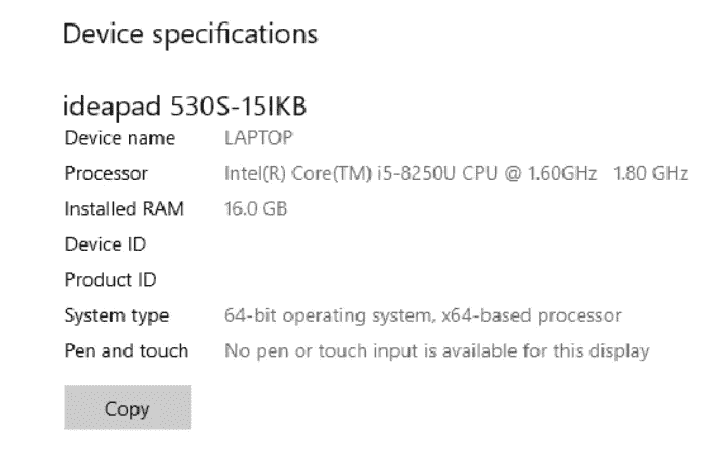 Device specifications
ideapad 530S-15IKB
Device name LAPTOP
Processor Intel(R) Core(TM) i5-8250U CPU @ 1.60GHz 1.80 GHz
Installed RAM 16.0 GB
Device ID
Product ID
System type 64-bit operating system, x64-based processor
Pen and touch No pen or touch input is available for this display
Copy